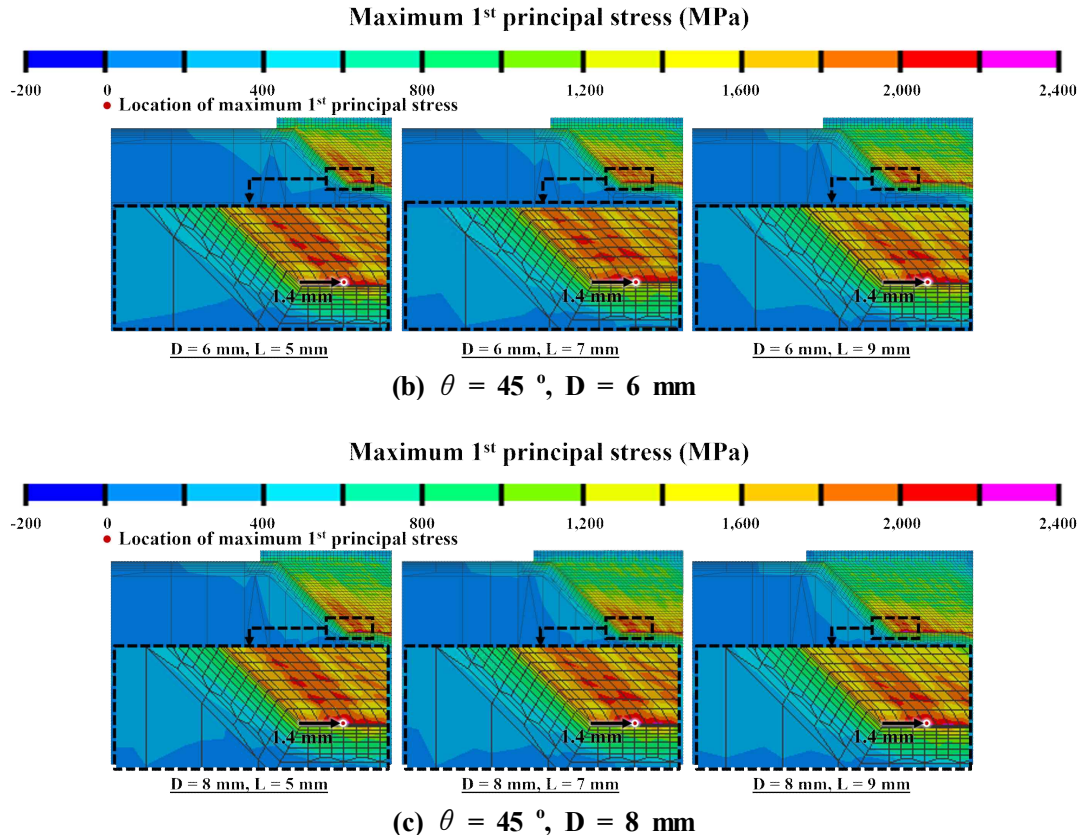 Maximum 1st principal stress (MPa)
-200 0 400 800 1,200 1,600 2,000 2,400
Location of maximum 1st principal stress
1.4 mm 1.4 mm 1.4 mm
D = 6 mm, L = 5 mm D = 6 mm, L = 7 mm D = 6 mm, L = 9 mm
(b) θ = 45 °, D = 6 mm
Maximum 1st principal stress (MPa)
-200 0 400 800 1,200 1,600 2,000 2,400
Location of maximum 1st principal stress
1.4 mm 1.4 mm 1.4 mm
D = 8 mm, L = 5 mm D = 8 mm, L = 7 mm D = 8 mm, L = 9 mm
(c) θ = 45 °, D = 8 mm